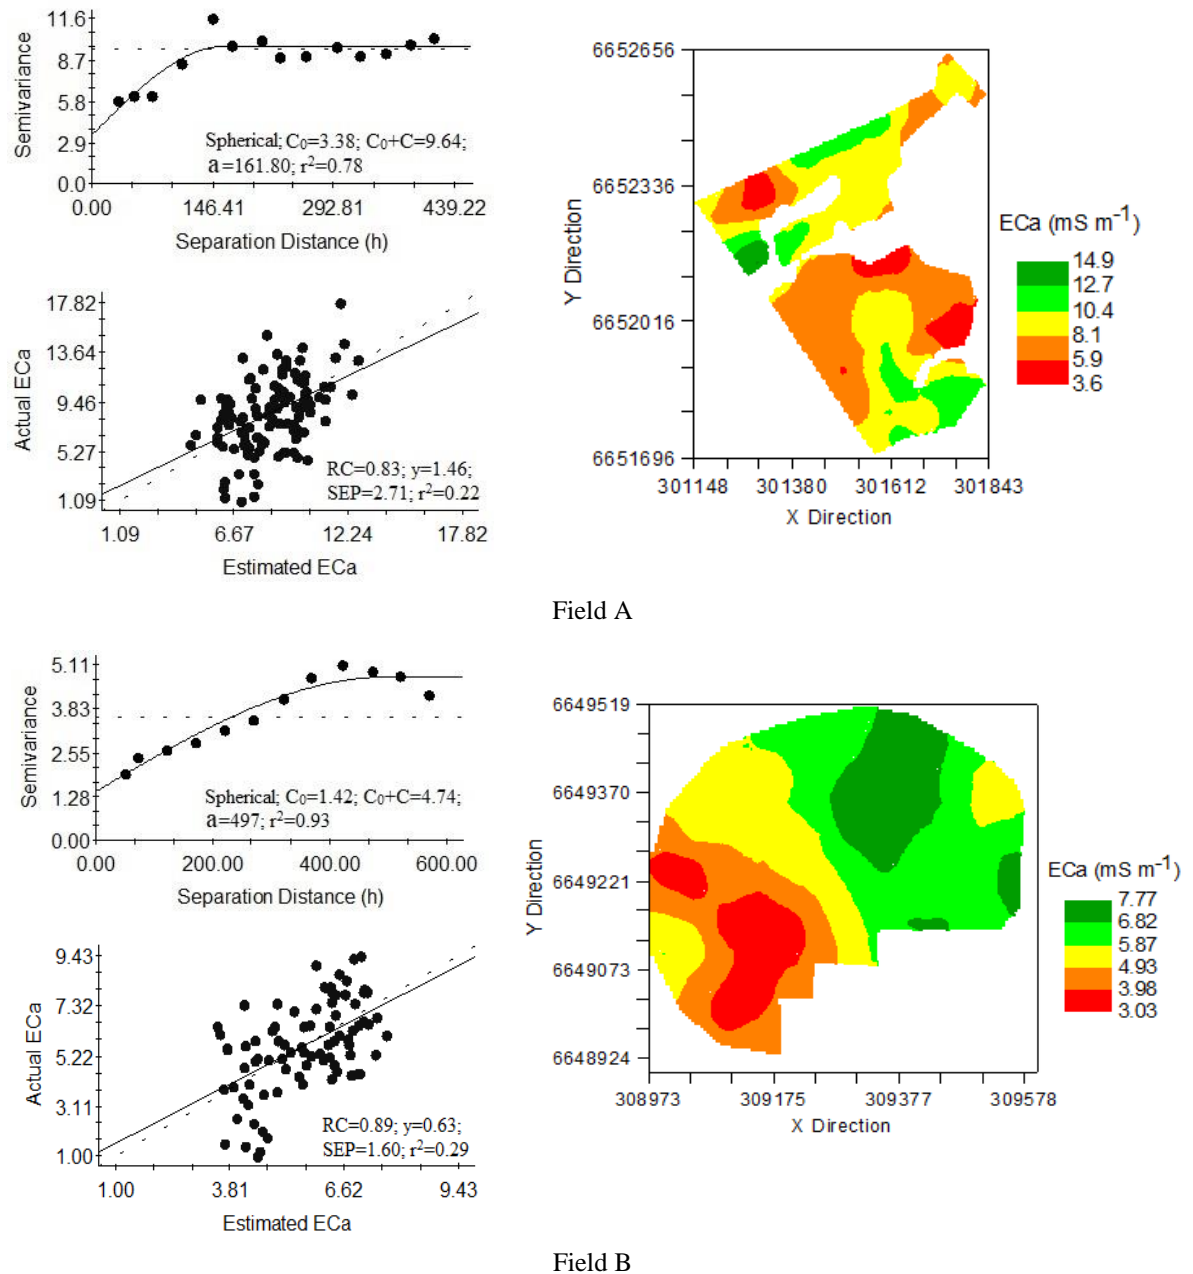 11.6
8.7
5.8
2.9
0.0
Semivariance
Spherical; C₀=3.38; C₀+C=9.64;
a=161.80; r²=0.78
0.00 146.41 292.81 439.22
Separation Distance (h)
17.82
13.64
9.46
5.27
1.09
Actual ECa
RC=0.83; y=1.46;
SEP=2.71; r²=0.22
1.09 6.67 12.24 17.82
Estimated ECa
6652656
6652336
6652016
6651696
Y Direction
301148 301380 301612 301843
X Direction
ECa (mS m⁻¹)
14.9
12.7
10.4
8.1
5.9
3.6
Field A
5.11
3.83
2.55
1.28
0.00
Semivariance
Spherical; C₀=1.42; C₀+C=4.74;
a=497; r²=0.93
0.00 200.00 400.00 600.00
Separation Distance (h)
9.43
7.32
5.22
3.11
1.00
Actual ECa
RC=0.89; y=0.63;
SEP=1.60; r²=0.29
1.00 3.81 6.62 9.43
Estimated ECa
6649519
6649370
6649221
6649073
6648924
Y Direction
308973 309175 309377 309578
X Direction
ECa (mS m⁻¹)
7.77
6.82
5.87
4.93
3.98
3.03
Field B